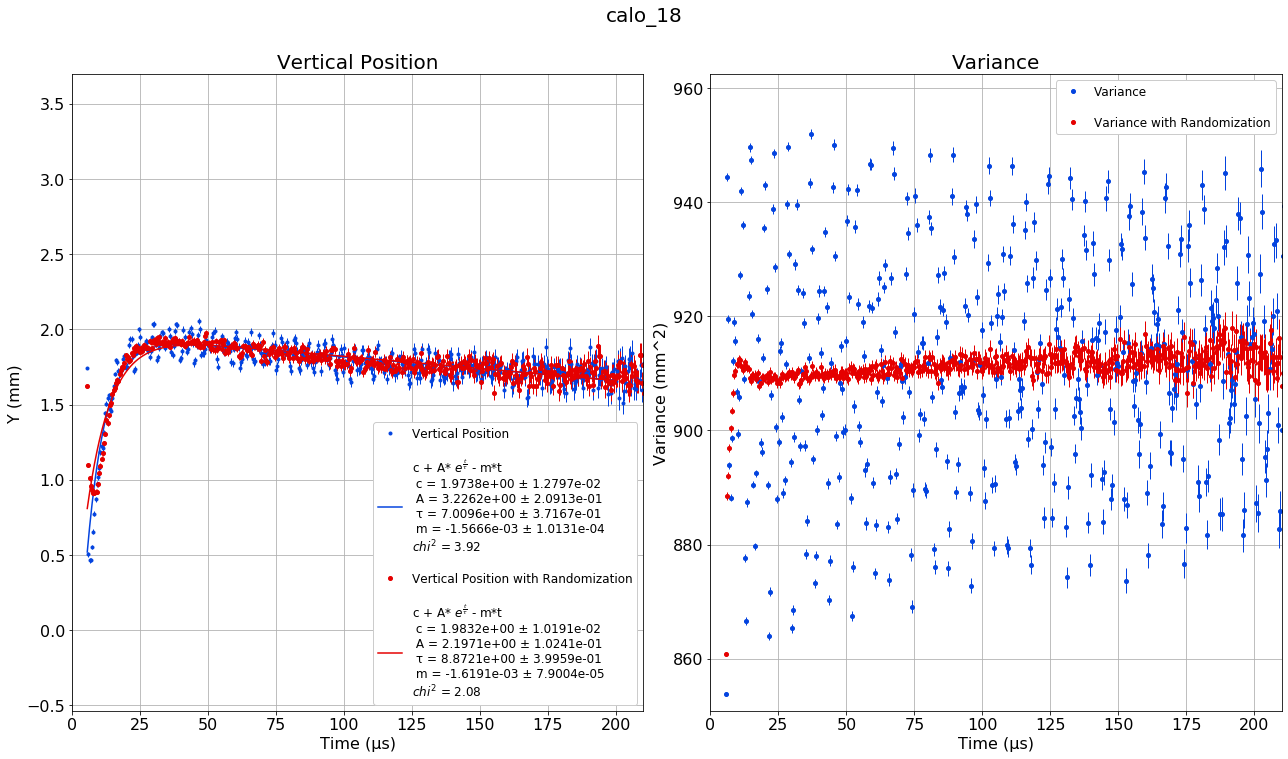 calo_18
Vertical Position
3.5
3.0
2.5
2.0
1.5
1.0
0.5
0.0
−0.5
Y (mm)
0 25 50 75 100 125 150 175 200
Time (μs)
Vertical Position
c + A* e^{t/τ} - m*t
c = 1.9738e+00 ± 1.2797e-02
A = 3.2262e+00 ± 2.0913e-01
τ = 7.0096e+00 ± 3.7167e-01
m = -1.5666e-03 ± 1.0131e-04
chi² = 3.92
Vertical Position with Randomization
c + A* e^{t/τ} - m*t
c = 1.9832e+00 ± 1.0191e-02
A = 2.1971e+00 ± 1.0241e-01
τ = 8.8721e+00 ± 3.9959e-01
m = -1.6191e-03 ± 7.9004e-05
chi² = 2.08
Variance
960
940
920
900
880
860
Variance (mm^2)
0 25 50 75 100 125 150 175 200
Time (μs)
Variance
Variance with Randomization